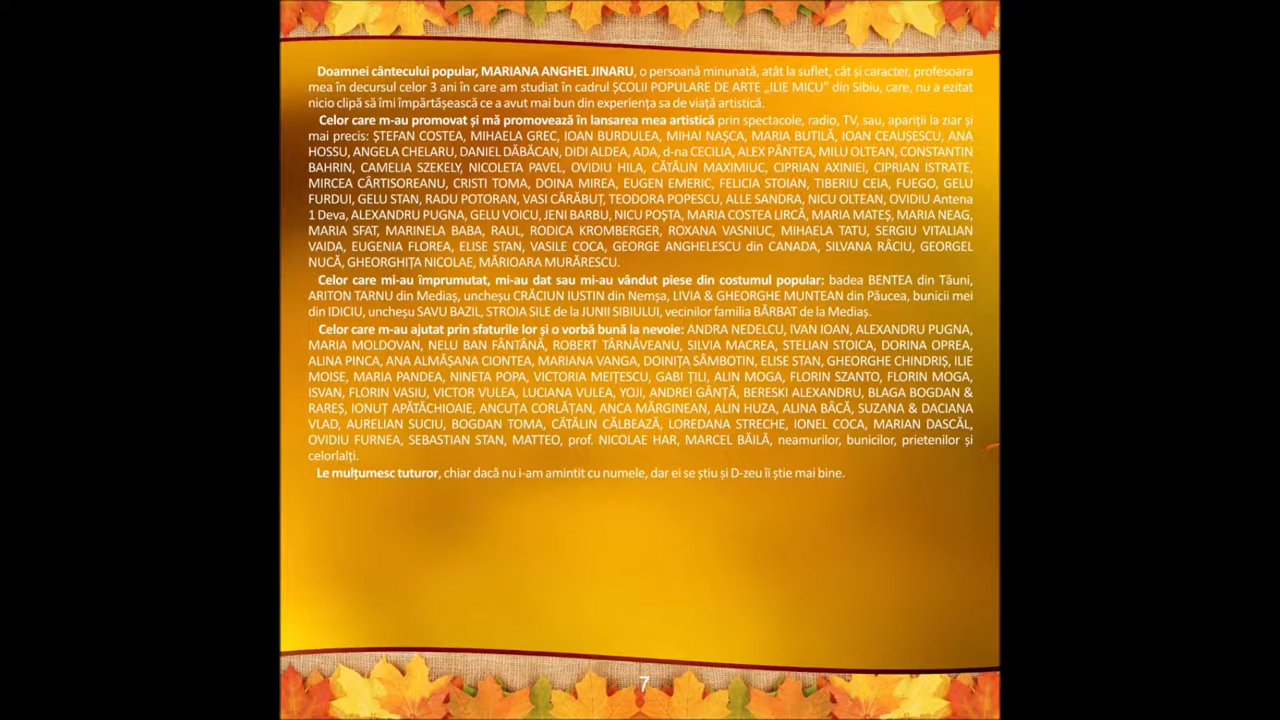 Doamnei cântecului popular, MARIANA ANGHEL JINARU, o persoană minunată, atât la suflet, cât și caracter, profesoara
mea în decursul celor 3 ani în care am studiat în cadrul ȘCOLII POPULARE DE ARTE „ILIE MICU” din Sibiu, care, nu a ezitat
nicio clipă să îmi împărtășească ce a avut mai bun din experiența sa de viață artistică.
Celor care m-au promovat și mă promovează în lansarea mea artistică prin spectacole, radio, TV, sau, apariții la ziar și
mai precis: ȘTEFAN COSTEA, MIHAELA GREC, IOAN BURDULEA, MIHAI NAȘCA, MARIA BUTILĂ, IOAN CEAUȘESCU, ANA
HOSSU, ANGELA CHELARU, DANIEL DĂBĂCAN, DIDI ALDEA, ADA, d-na CECILIA, ALEX PÂNTEA, MILU OLTEAN, CONSTANTIN
BAHRIN, CAMELIA SZEKELY, NICOLETA PAVEL, OVIDIU HILA, CĂTĂLIN MAXIMIUC, CIPRIAN AXINIEI, CIPRIAN ISTRATE,
MIRCEA CÂRTISOREANU, CRISTI TOMA, DOINA MIREA, EUGEN EMERIC, FELICIA STOIAN, TIBERIU CEIA, FUEGO, GELU
FURDUI, GELU STAN, RADU POTORAN, VASI CĂRĂBUȚ, TEODORA POPESCU, ALLE SANDRA, NICU OLTEAN, OVIDIU Antena
1 Deva, ALEXANDRU PUGNA, GELU VOICU, JENI BARBU, NICU POȘTA, MARIA COSTEA LIRCĂ, MARIA MATEȘ, MARIA NEAG,
MARIA SFAT, MARINELA BABA, RAUL, RODICA KROMBERGER, ROXANA VASNIUC, MIHAELA TATU, SERGIU VITALIAN
VAIDA, EUGENIA FLOREA, ELISE STAN, VASILE COCA, GEORGE ANGHELESCU din CANADA, SILVANA RÂCIU, GEORGEL
NUCĂ, GHEORGHIȚA NICOLAE, MĂRIOARA MURĂRESCU.
Celor care mi-au împrumutat, mi-au dat sau mi-au vândut piese din costumul popular: badea BENTEA din Tăuni,
ARITON TARNU din Mediaș, uncheșu CRĂCIUN IUSTIN din Nemșa, LIVIA & GHEORGHE MUNTEAN din Păucea, bunicii mei
din IDICIU, uncheșu SAVU BAZIL, STROIA SILE de la JUNII SIBIULUI, vecinilor familia BĂRBAT de la Mediaș.
Celor care m-au ajutat prin sfaturile lor și o vorbă bună la nevoie: ANDRA NEDELCU, IVAN IOAN, ALEXANDRU PUGNA,
MARIA MOLDOVAN, NELU BAN FÂNTÂNĂ, ROBERT TÂRNĂVEANU, SILVIA MACREA, STELIAN STOICA, DORINA OPREA,
ALINA PINCA, ANA ALMĂȘANA CIONTEA, MARIANA VANGA, DOINIȚA SÂMBOTIN, ELISE STAN, GHEORGHE CHINDRIȘ, ILIE
MOISE, MARIA PANDEA, NINETA POPA, VICTORIA MEIȚESCU, GABI ȚILI, ALIN MOGA, FLORIN SZANTO, FLORIN MOGA,
ISVAN, FLORIN VASIU, VICTOR VULEA, LUCIANA VULEA, YOJI, ANDREI GÂNȚĂ, BERESKI ALEXANDRU, BLAGA BOGDAN &
RAREȘ, IONUȚ APĂTĂCHIOAIE, ANCUȚA CORLĂȚAN, ANCA MĂRGINEAN, ALIN HUZA, ALINA BÂCĂ, SUZANA & DACIANA
VLAD, AURELIAN SUCIU, BOGDAN TOMA, CĂTĂLIN CĂLBEAZĂ, LOREDANA STRECHE, IONEL COCA, MARIAN DASCĂL,
OVIDIU FURNEA, SEBASTIAN STAN, MATTEO, prof. NICOLAE HAR, MARCEL BĂILĂ, neamurilor, bunicilor, prietenilor și
celorlalți.
Le mulțumesc tuturor, chiar dacă nu i-am amintit cu numele, dar ei se știu și D-zeu îi știe mai bine.
7